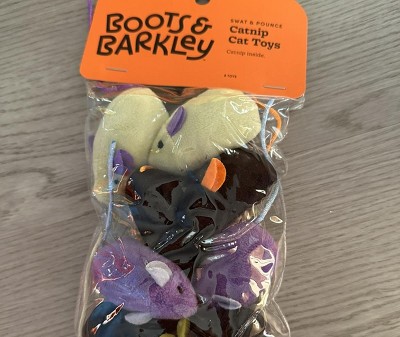 BOOTS &
BARKLEY
SWAT & POUNCE
Catnip
Cat Toys
Catnip inside.